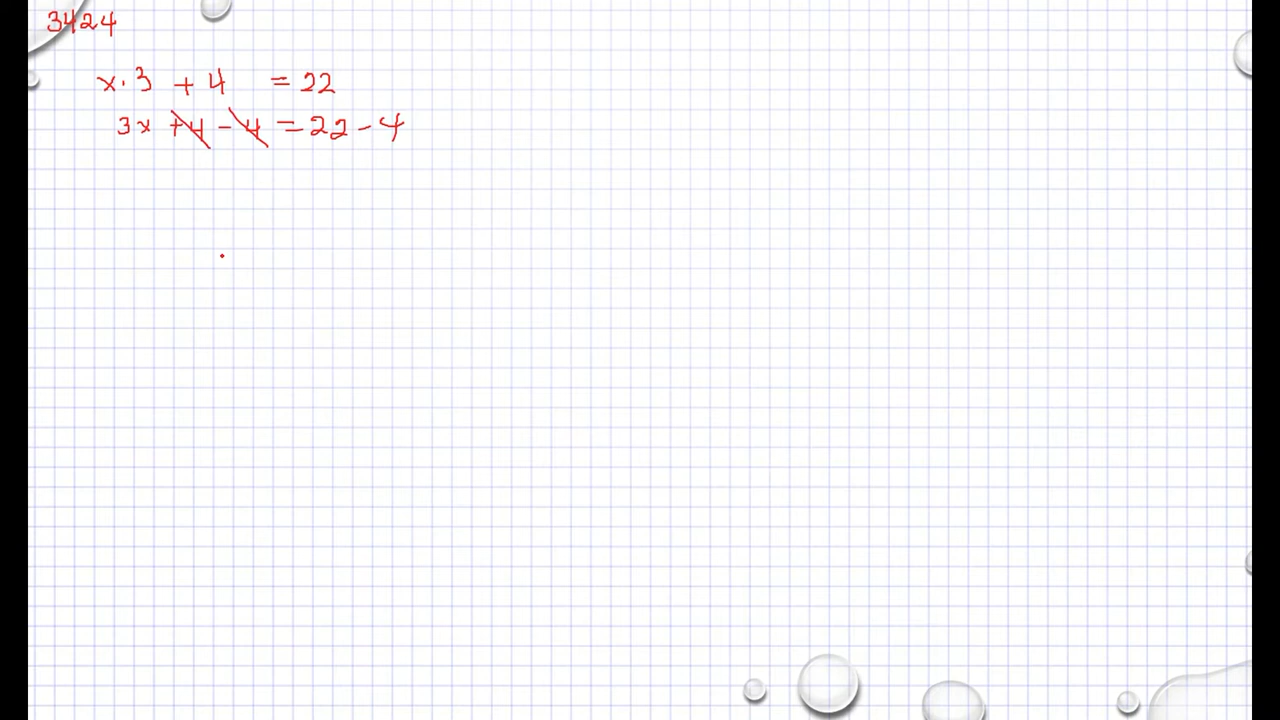 3424
x·3 + 4 = 22
3x +4 - 4 = 22 - 4